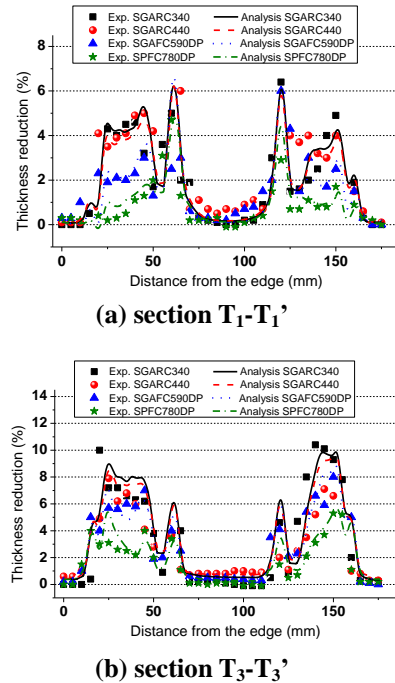 Exp. SGARC340 Analysis SGARC340
Exp. SGARC440 Analysis SGARC440
Exp. SGAFC590DP Analysis SGAFC590DP
Exp. SPFC780DP Analysis SPFC780DP
8
6
4
2
0
Thickness reduction (%)
0 50 100 150
Distance from the edge (mm)
(a) section T₁-T₁’
Exp. SGARC340 Analysis SGARC340
Exp. SGARC440 Analysis SGARC440
Exp. SGAFC590DP Analysis SGAFC590DP
Exp. SPFC780DP Analysis SPFC780DP
14
12
10
8
6
4
2
0
Thickness reduction (%)
0 50 100 150
Distance from the edge (mm)
(b) section T₃-T₃’